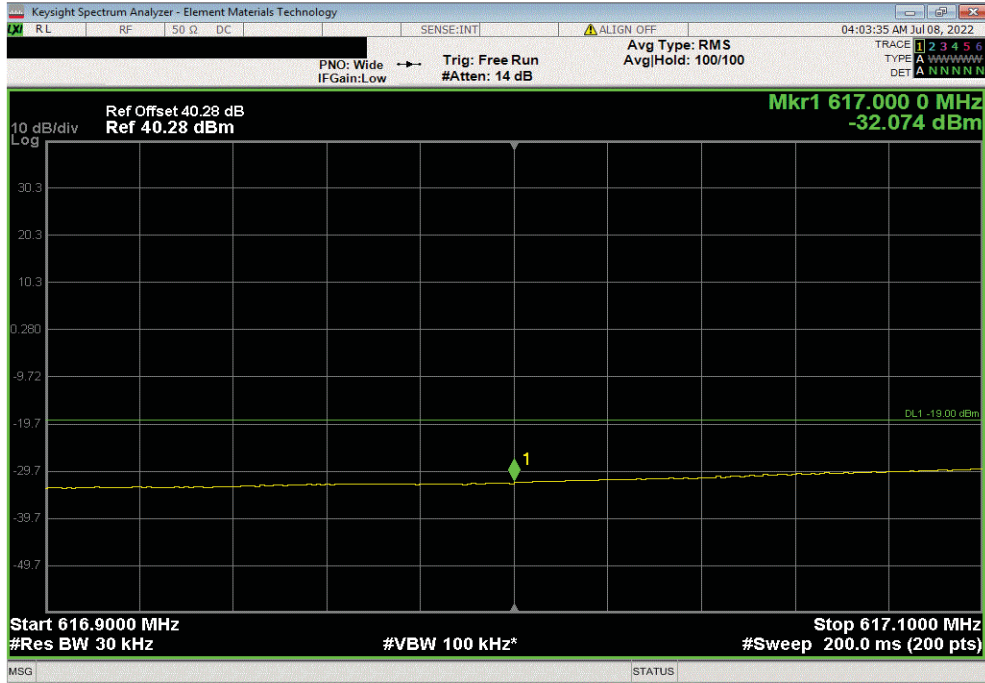 Keysight Spectrum Analyzer - Element Materials Technology
LXI RL RF 50 Ω DC SENSE:INT ALIGN OFF 04:03:35 AM Jul 08, 2022
PNO: Wide Trig: Free Run Avg Type: RMS TRACE 1 2 3 4 5 6
IFGain:Low #Atten: 14 dB Avg|Hold: 100/100 TYPE A WWWWW
DET A N N N N N
Mkr1 617.000 0 MHz
-32.074 dBm
Ref Offset 40.28 dB
10 dB/div Ref 40.28 dBm
Log
30.3
20.3
10.3
0.280
-9.72
DL1 -19.00 dBm
-19.7
1
-29.7
-39.7
-49.7
Start 616.9000 MHz Stop 617.1000 MHz
#Res BW 30 kHz #VBW 100 kHz* #Sweep 200.0 ms (200 pts)
MSG STATUS